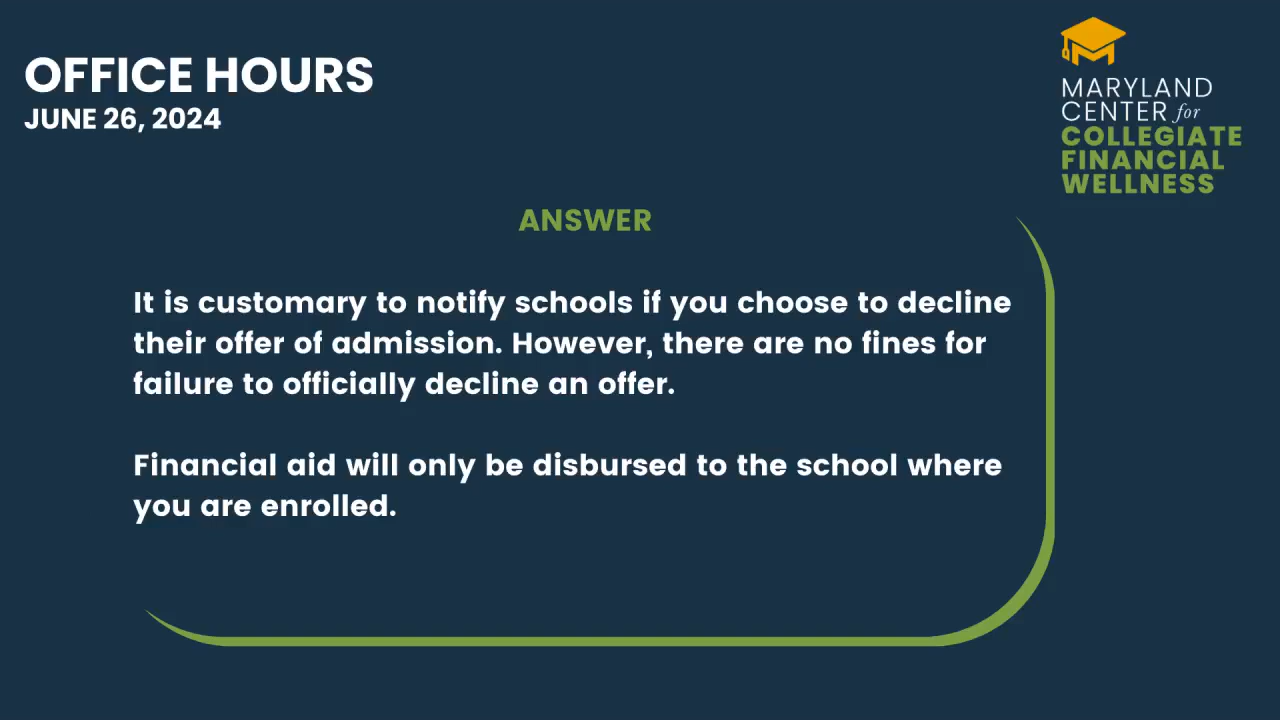 OFFICE HOURS
JUNE 26, 2024
MARYLAND
CENTER for
COLLEGIATE
FINANCIAL
WELLNESS
ANSWER
It is customary to notify schools if you choose to decline
their offer of admission. However, there are no fines for
failure to officially decline an offer.
Financial aid will only be disbursed to the school where
you are enrolled.